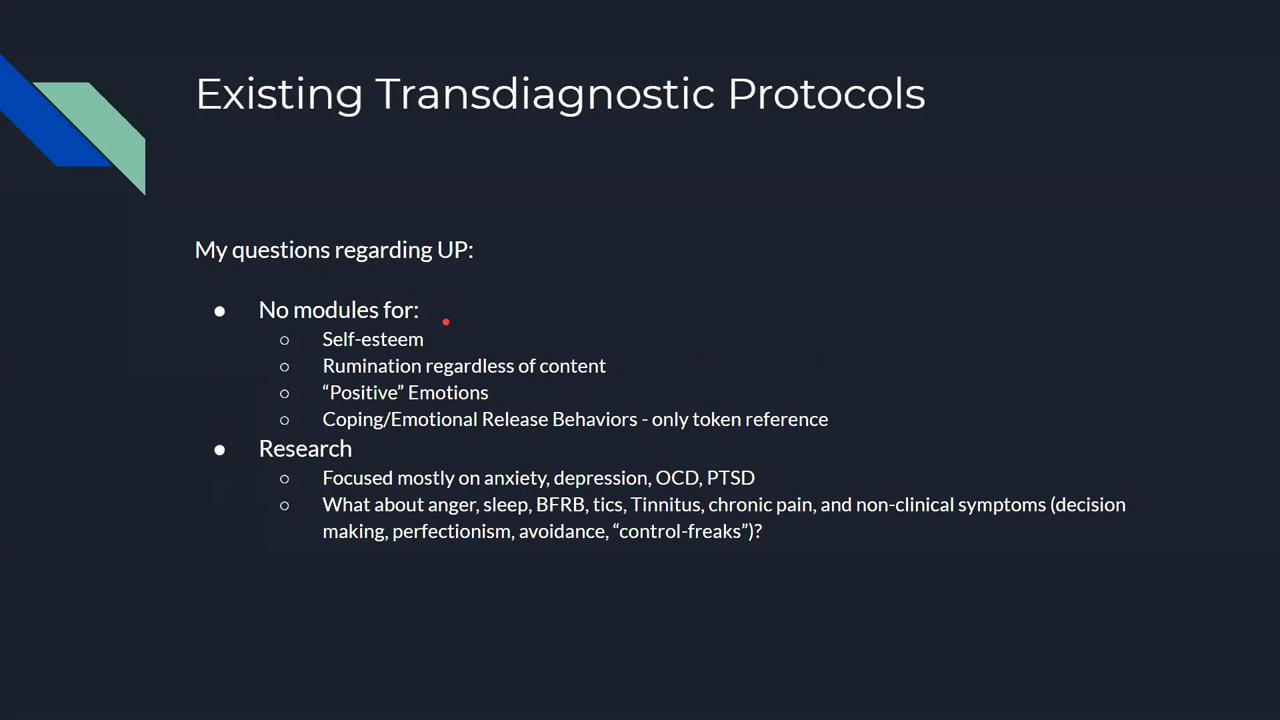 Existing Transdiagnostic Protocols
My questions regarding UP:
● No modules for:
○ Self-esteem
○ Rumination regardless of content
○ “Positive” Emotions
○ Coping/Emotional Release Behaviors - only token reference
● Research
○ Focused mostly on anxiety, depression, OCD, PTSD
○ What about anger, sleep, BFRB, tics, Tinnitus, chronic pain, and non-clinical symptoms (decision
making, perfectionism, avoidance, “control-freaks”)?